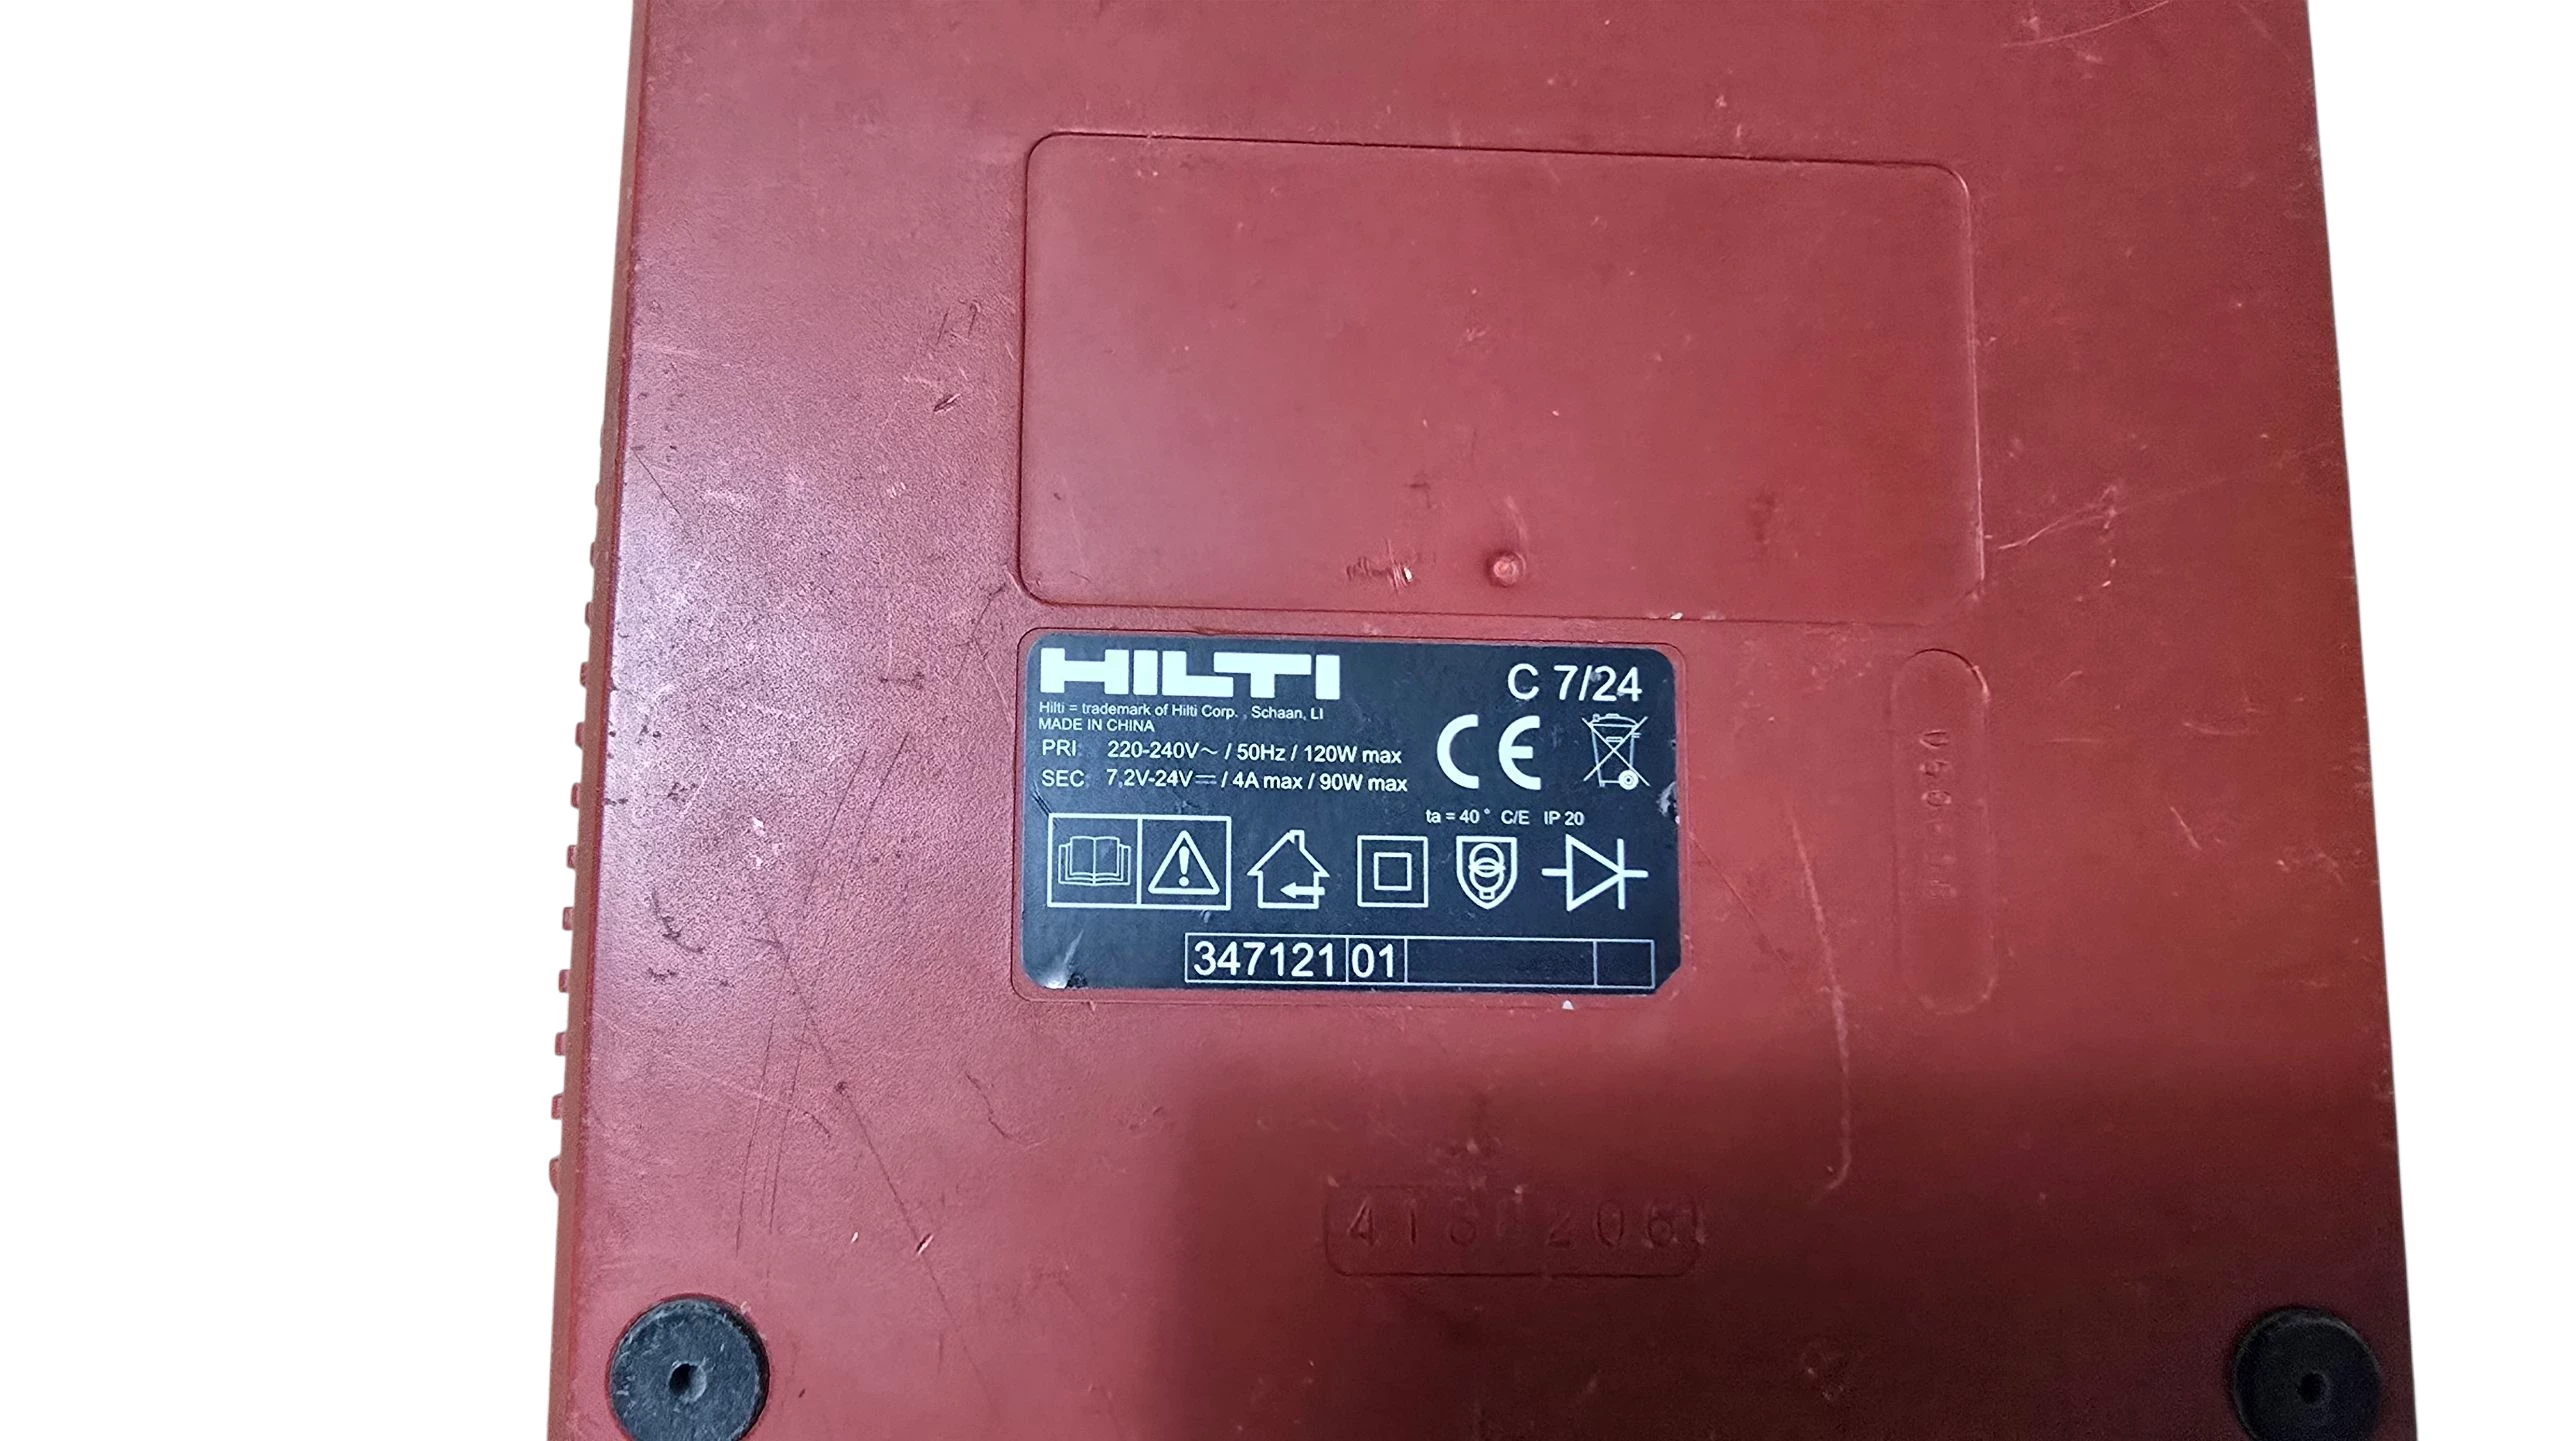 HILTI
C 7/24
Hilti = trademark of Hilti Corp. , Schaan, LI
MADE IN CHINA
PRI 220-240V~ / 50Hz / 120W max
SEC 7,2V-24V⎓ / 4A max / 90W max
CE
ta = 40° C/E IP 20
347121 01